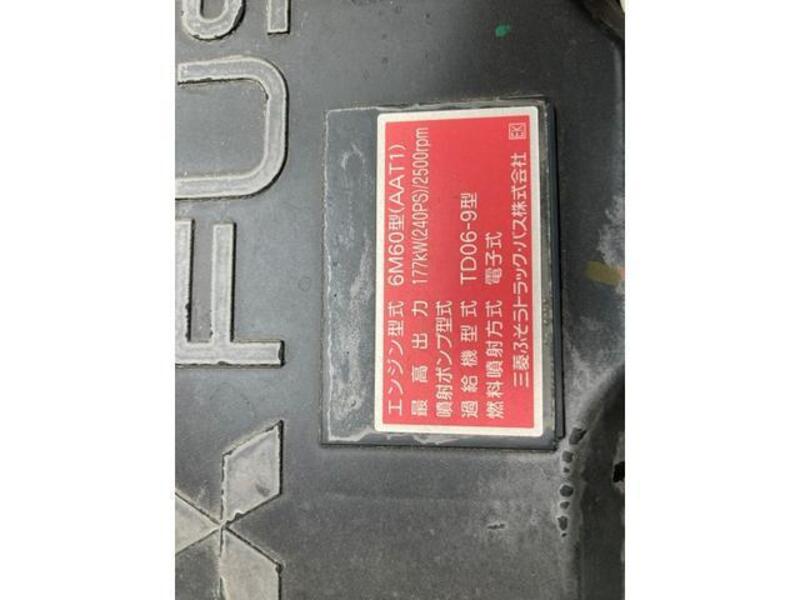 FUS
エンジン型式 6M60型(AAT1)
最高出力 177kW(240PS)/2500rpm
噴射ポンプ型式
過給機型式 TD06-9型
燃料噴射方式 電子式
三菱ふそうトラック・バス株式会社 EK